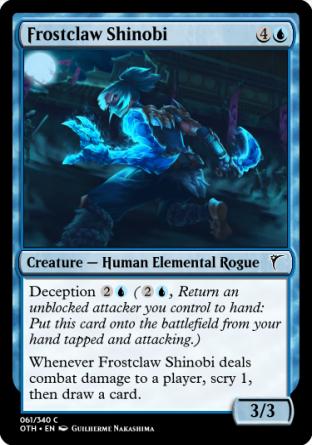 Frostclaw Shinobi 4
Creature — Human Elemental Rogue
Deception 2 ( 2 , Return an
unblocked attacker you control to hand:
Put this card onto the battlefield from your
hand tapped and attacking.)
Whenever Frostclaw Shinobi deals
combat damage to a player, scry 1,
then draw a card.
061/340 C
OTH • EN Guilherme Nakashima
3/3